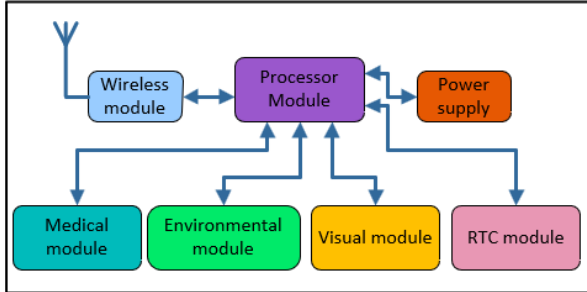 Wireless
module
Processor
Module
Power
supply
Medical
module
Environmental
module
Visual module
RTC module